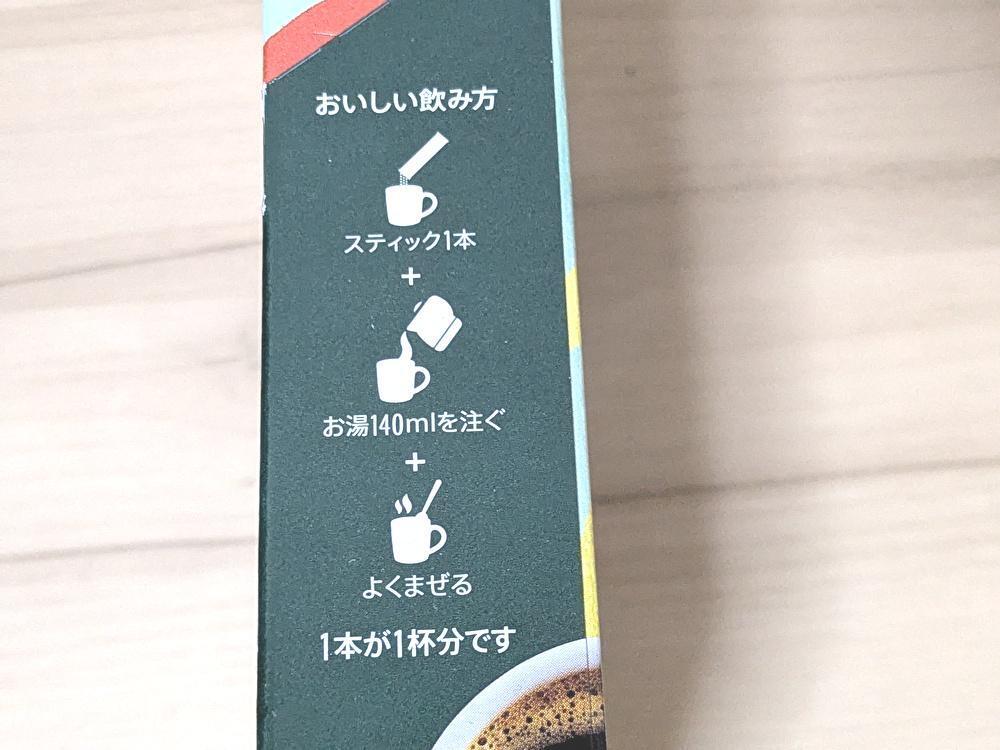 おいしい飲み方
スティック1本
+
お湯140mlを注ぐ
+
よくまぜる
1本が1杯分です